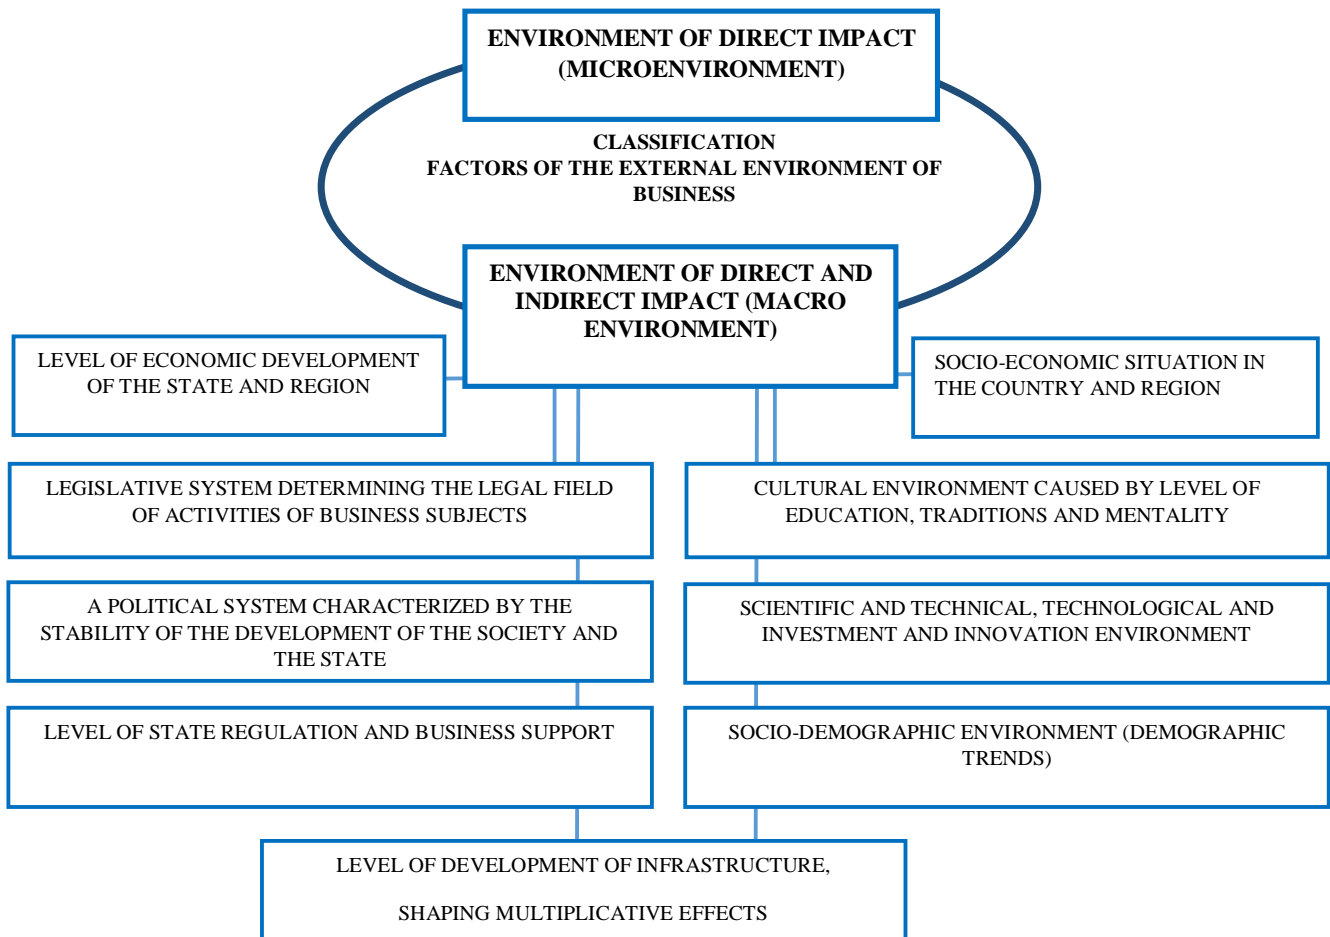 ENVIRONMENT OF DIRECT IMPACT
(MICROENVIRONMENT)
CLASSIFICATION
FACTORS OF THE EXTERNAL ENVIRONMENT OF
BUSINESS
ENVIRONMENT OF DIRECT AND
INDIRECT IMPACT (MACRO
ENVIRONMENT)
LEVEL OF ECONOMIC DEVELOPMENT
OF THE STATE AND REGION
SOCIO-ECONOMIC SITUATION IN
THE COUNTRY AND REGION
LEGISLATIVE SYSTEM DETERMINING THE LEGAL FIELD
OF ACTIVITIES OF BUSINESS SUBJECTS
CULTURAL ENVIRONMENT CAUSED BY LEVEL OF
EDUCATION, TRADITIONS AND MENTALITY
A POLITICAL SYSTEM CHARACTERIZED BY THE
STABILITY OF THE DEVELOPMENT OF THE SOCIETY AND
THE STATE
SCIENTIFIC AND TECHNICAL, TECHNOLOGICAL AND
INVESTMENT AND INNOVATION ENVIRONMENT
LEVEL OF STATE REGULATION AND BUSINESS SUPPORT
SOCIO-DEMOGRAPHIC ENVIRONMENT (DEMOGRAPHIC
TRENDS)
LEVEL OF DEVELOPMENT OF INFRASTRUCTURE,
SHAPING MULTIPLICATIVE EFFECTS